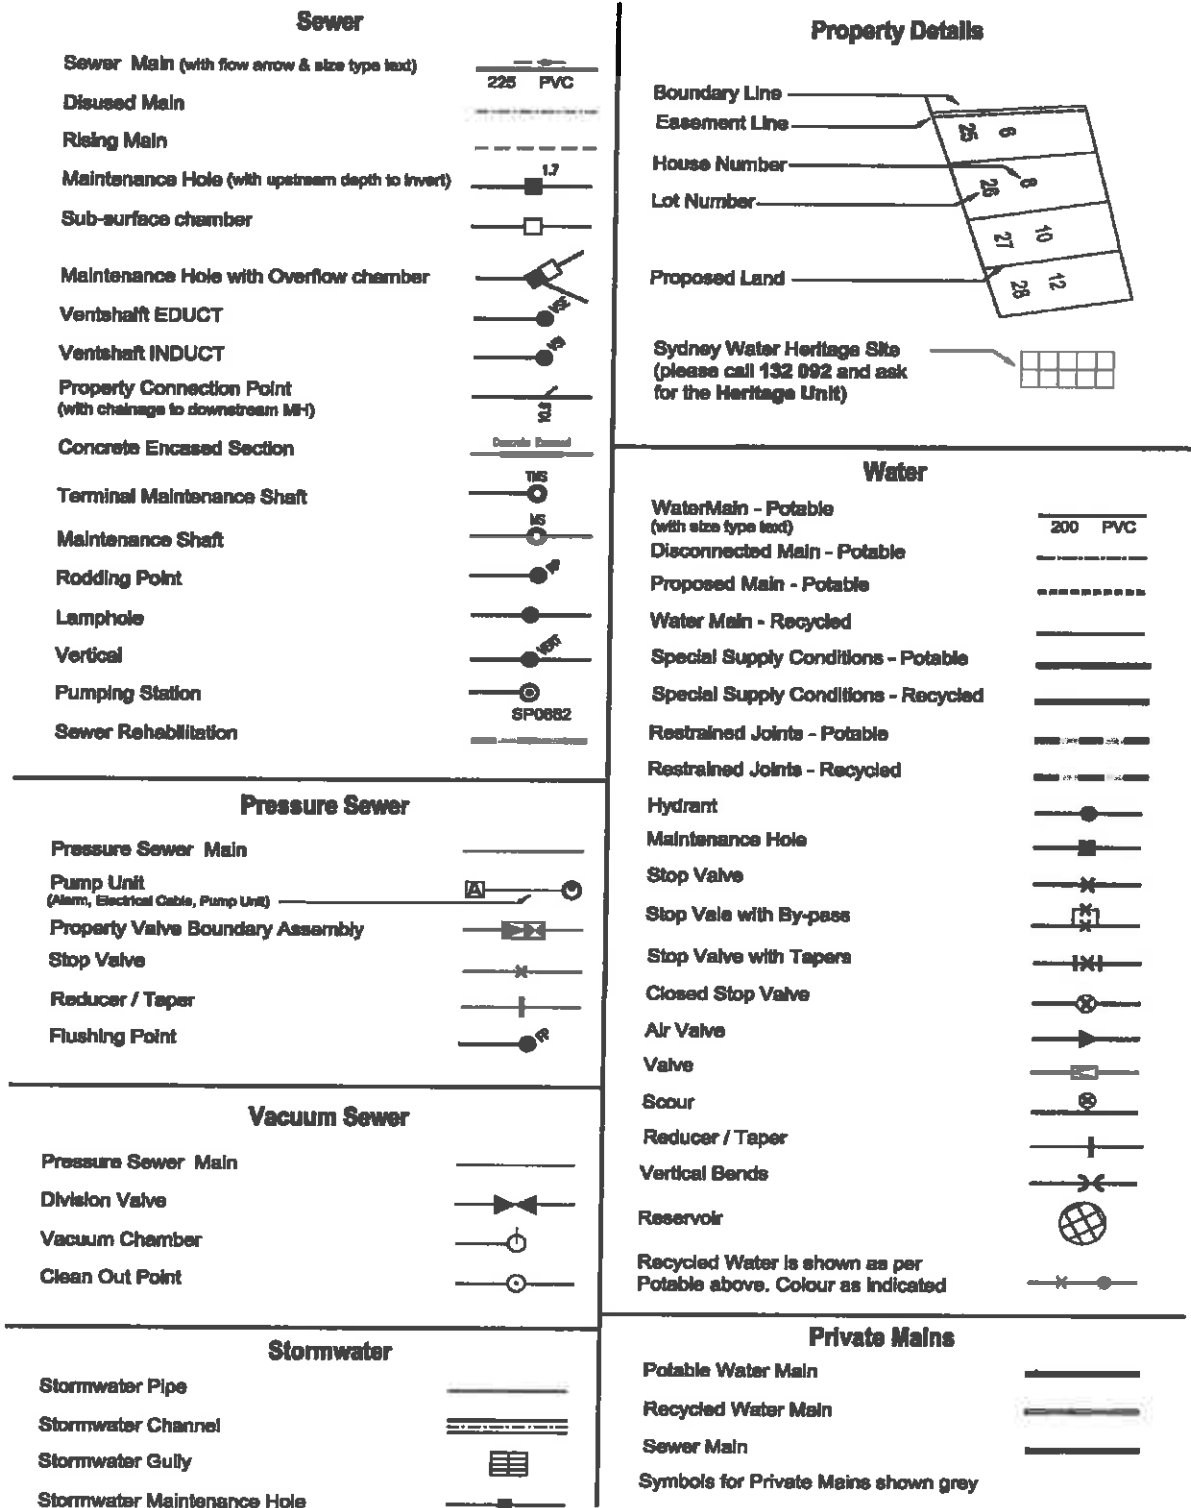 Sewer
Sewer Main (with flow arrow & size type text)
225 PVC
Disused Main
Rising Main
Maintenance Hole (with upstream depth to invert)
1.7
Sub-surface chamber
Maintenance Hole with Overflow chamber
Ventshalft EDUCT
VSE
Ventshaft INDUCT
Property Connection Point
(with chainage to downstream MH)
Concrete Encased Section
Concrete Encased
Terminal Maintenance Shaft
TMS
Maintenance Shaft
MS
Rodding Point
Lamphole
Vertical
VERT
Pumping Station
SP0882
Sewer Rehabilitation
Pressure Sewer
Pressure Sewer Main
Pump Unit
(Alarm, Electrical Cable, Pump Unit)
A
Property Valve Boundary Assembly
Stop Valve
Reducer / Taper
Flushing Point
FP
Vacuum Sewer
Pressure Sewer Main
Division Valve
Vacuum Chamber
Clean Out Point
Stormwater
Stormwater Pipe
Stormwater Channel
Stormwater Gully
Stormwater Maintenance Hole
Property Details
Boundary Line
Easement Line
House Number
Lot Number
Proposed Land
25 6
26 8
27 10
28 12
Sydney Water Heritage Site
(please call 132 092 and ask
for the Heritage Unit)
Water
WaterMain - Potable
(with size type text)
200 PVC
Disconnected Main - Potable
Proposed Main - Potable
Water Main - Recycled
Special Supply Conditions - Potable
Special Supply Conditions - Recycled
Restrained Joints - Potable
Restrained Joints - Recycled
Hydrant
Maintenance Hole
Stop Valve
Stop Vale with By-pass
Stop Valve with Tapers
Closed Stop Valve
Air Valve
Valve
Scour
Reducer / Taper
Vertical Bends
Reservoir
Recycled Water is shown as per
Potable above. Colour as indicated
Private Mains
Potable Water Main
Recycled Water Main
Sewer Main
Symbols for Private Mains shown grey